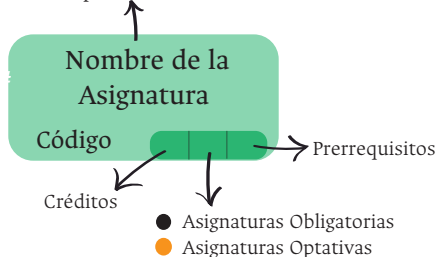 Nombre de la
Asignatura
Código
Prerrequisitos
Créditos
Asignaturas Obligatorias
Asignaturas Optativas